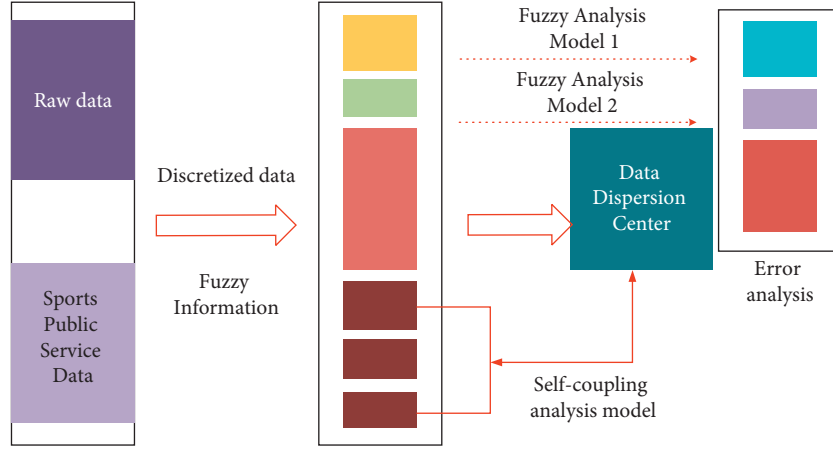 Raw data
Sports
Public
Service
Data
Discretized data
Fuzzy
Information
Fuzzy Analysis
Model 1
Fuzzy Analysis
Model 2
Data
Dispersion
Center
Self-coupling
analysis model
Error
analysis